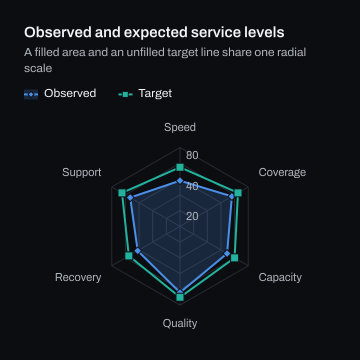 Observed and expected service levels
A filled area and an unfilled target line share one radial
scale
Observed
Target
Speed
80
Support
Coverage
40
20
Recovery
Capacity
Quality